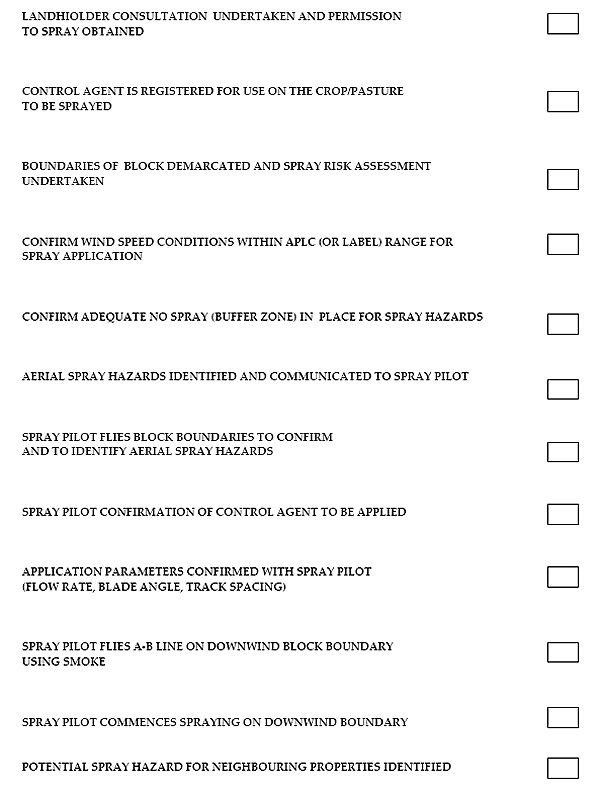 LANDHOLDER CONSULTATION UNDERTAKEN AND PERMISSION
TO SPRAY OBTAINED
CONTROL AGENT IS REGISTERED FOR USE ON THE CROP/PASTURE
TO BE SPRAYED
BOUNDARIES OF BLOCK DEMARCATED AND SPRAY RISK ASSESSMENT
UNDERTAKEN
CONFIRM WIND SPEED CONDITIONS WITHIN APLC (OR LABEL) RANGE FOR
SPRAY APPLICATION
CONFIRM ADEQUATE NO SPRAY (BUFFER ZONE) IN PLACE FOR SPRAY HAZARDS
AERIAL SPRAY HAZARDS IDENTIFIED AND COMMUNICATED TO SPRAY PILOT
SPRAY PILOT FLIES BLOCK BOUNDARIES TO CONFIRM
AND TO IDENTIFY AERIAL SPRAY HAZARDS
SPRAY PILOT CONFIRMATION OF CONTROL AGENT TO BE APPLIED
APPLICATION PARAMETERS CONFIRMED WITH SPRAY PILOT
(FLOW RATE, BLADE ANGLE, TRACK SPACING)
SPRAY PILOT FLIES A-B LINE ON DOWNWIND BLOCK BOUNDARY
USING SMOKE
SPRAY PILOT COMMENCES SPRAYING ON DOWNWIND BOUNDARY
POTENTIAL SPRAY HAZARD FOR NEIGHBOURING PROPERTIES IDENTIFIED